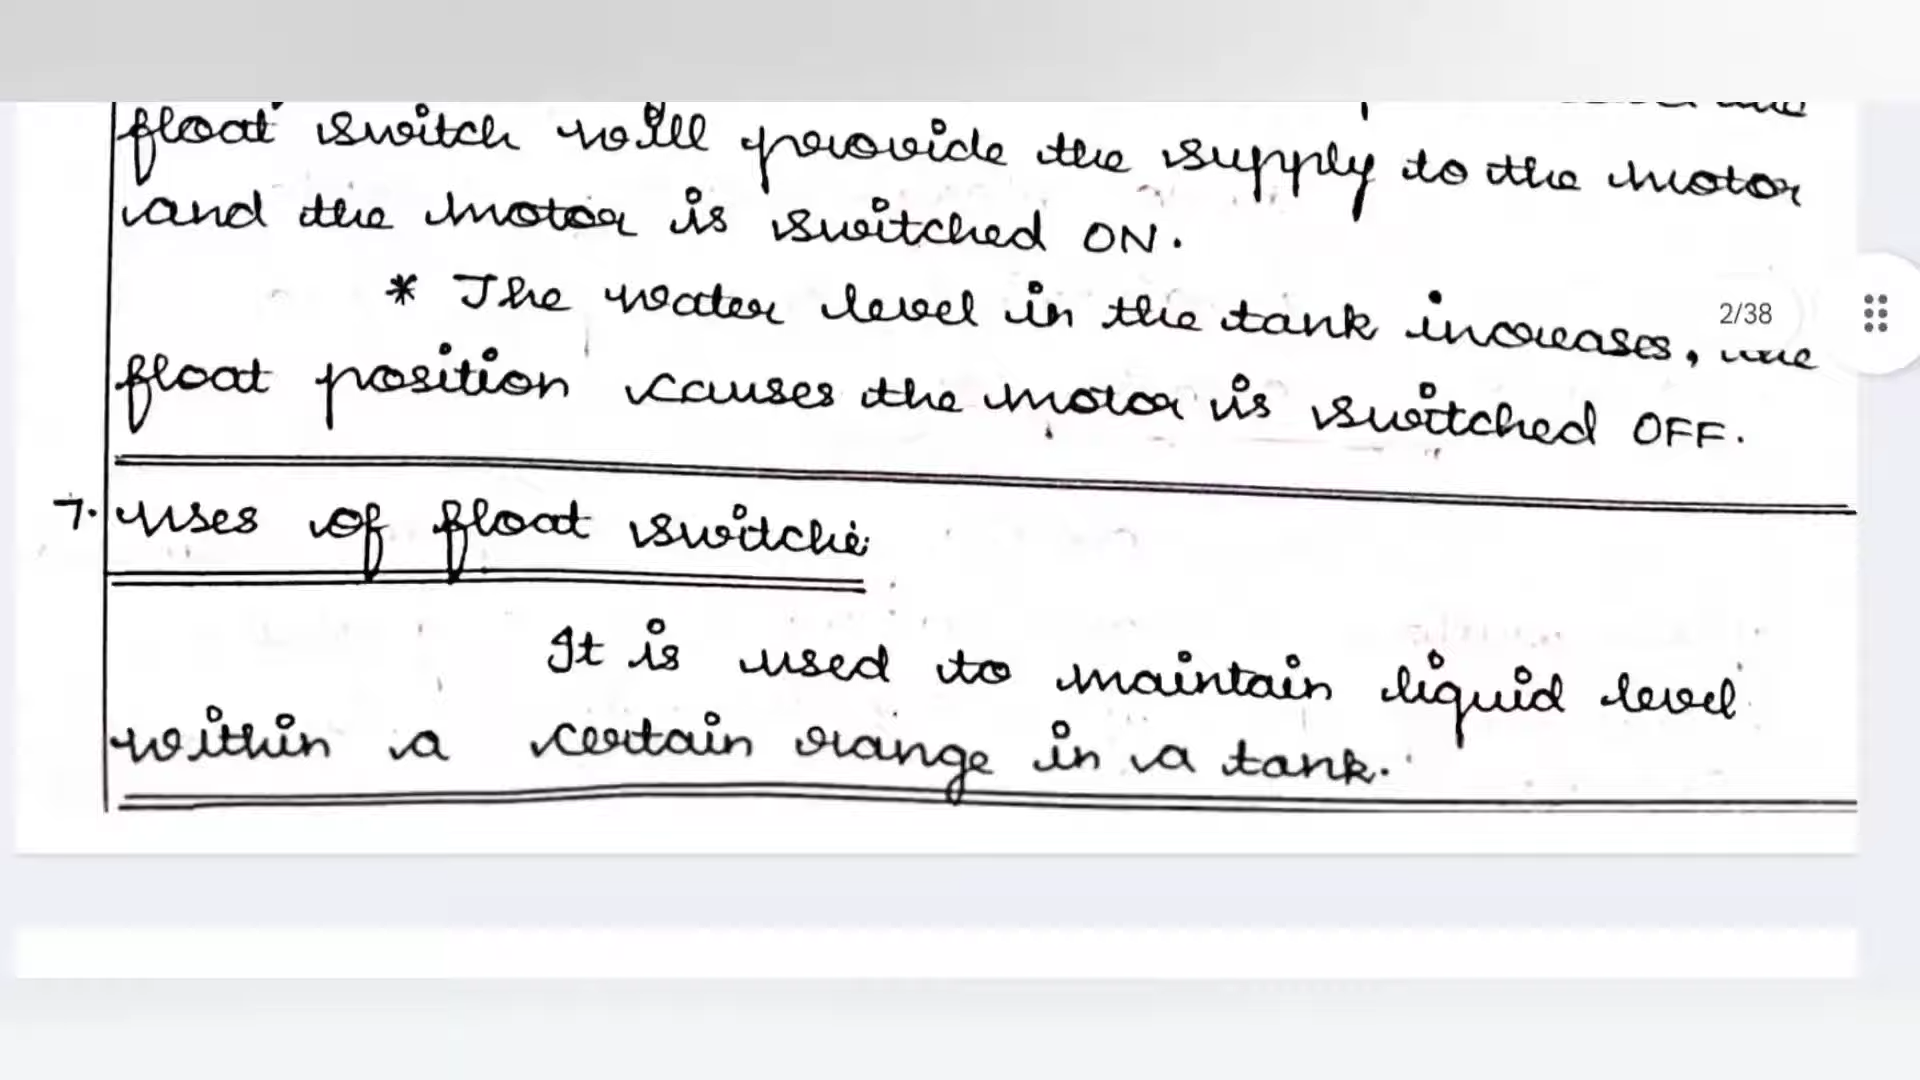 float switch will provide the supply to the motor
and the motor is switched ON.
* The water level in the tank increases, the
2/38
float position causes the motor is switched OFF.
7. uses of float switch:
It is used to maintain liquid level
within a certain range in a tank.